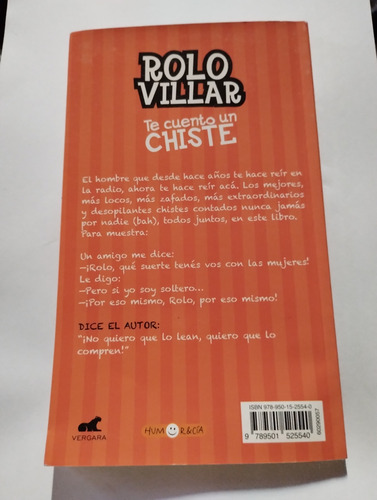 ROLO
VILLAR
Te cuento un
CHISTE
El hombre que desde hace años te hace reír en
la radio, ahora te hace reír acá. Los mejores,
más locos, más zafados, más extraordinarios
y desopilantes chistes contados nunca jamás
por nadie (bah), todos juntos, en este libro.
Para muestra:
Un amigo me dice:
—¡Rolo, qué suerte tenés vos con las mujeres!
Le digo:
—Pero si yo soy soltero...
—¡Por eso mismo, Rolo, por eso mismo!
DICE EL AUTOR:
"¡No quiero que lo lean, quiero que lo
compren!"
VERGARA
HUMOR&CÍA
ISBN 978-950-15-2554-0
9 789501 525540